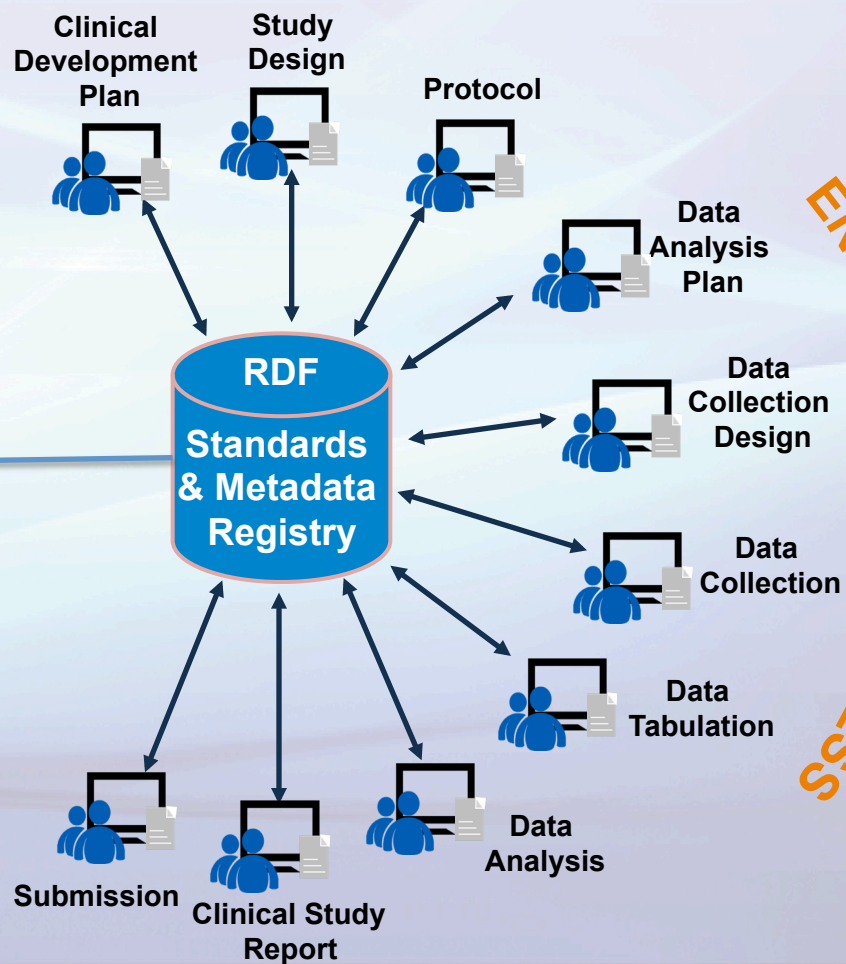 Clinical
Development
Plan
Study
Design
Protocol
Data
Analysis
Plan
RDF
Standards
& Metadata
Registry
Data
Collection
Design
Data
Collection
Data
Tabulation
Data
Analysis
Clinical Study
Report
Submission